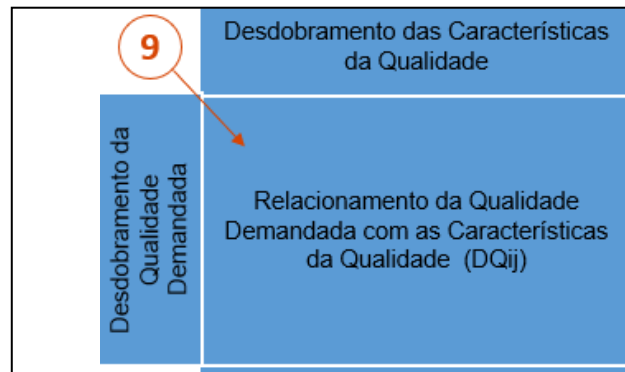 9
Desdobramento das Características
da Qualidade
Desdobramento da
Qualidade
Demandada
Relacionamento da Qualidade
Demandada com as Características
da Qualidade (DQij)